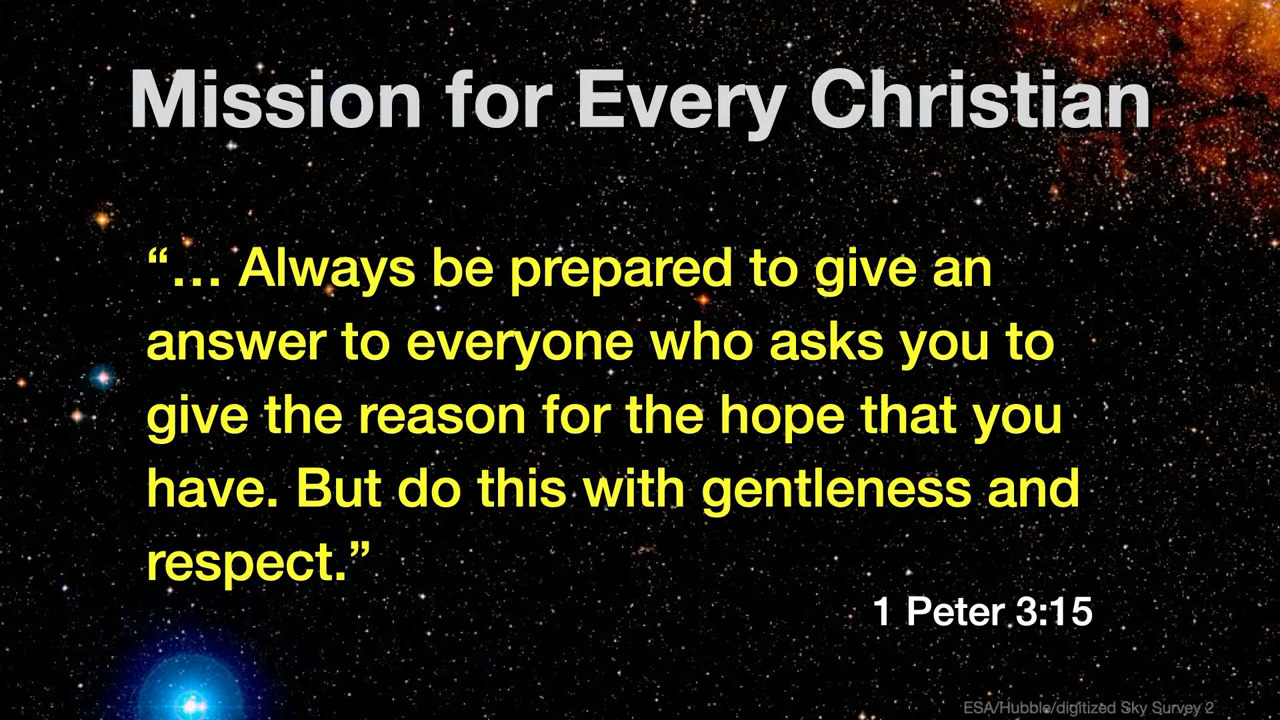 Mission for Every Christian
“… Always be prepared to give an
answer to everyone who asks you to
give the reason for the hope that you
have. But do this with gentleness and
respect.”
1 Peter 3:15
ESA/Hubble/digitized Sky Survey 2